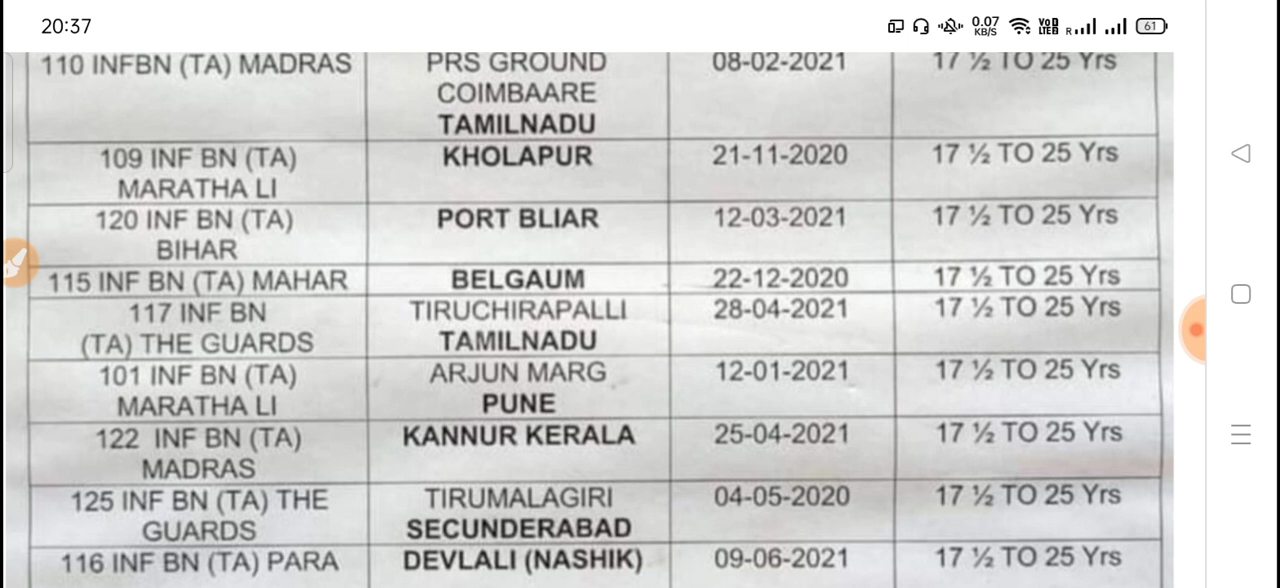 20:37
0.07
KB/S
Vo
LTE
R
61
110 INFBN (TA) MADRAS PRS GROUND 08-02-2021 17 ½ TO 25 Yrs
COIMBAARE
TAMILNADU
109 INF BN (TA) KHOLAPUR 21-11-2020 17 ½ TO 25 Yrs
MARATHA LI
120 INF BN (TA) PORT BLIAR 12-03-2021 17 ½ TO 25 Yrs
BIHAR
115 INF BN (TA) MAHAR BELGAUM 22-12-2020 17 ½ TO 25 Yrs
117 INF BN TIRUCHIRAPALLI 28-04-2021 17 ½ TO 25 Yrs
(TA) THE GUARDS TAMILNADU
101 INF BN (TA) ARJUN MARG 12-01-2021 17 ½ TO 25 Yrs
MARATHA LI PUNE
122 INF BN (TA) KANNUR KERALA 25-04-2021 17 ½ TO 25 Yrs
MADRAS
125 INF BN (TA) THE TIRUMALAGIRI 04-05-2020 17 ½ TO 25 Yrs
GUARDS SECUNDERABAD
116 INF BN (TA) PARA DEVLALI (NASHIK) 09-06-2021 17 ½ TO 25 Yrs